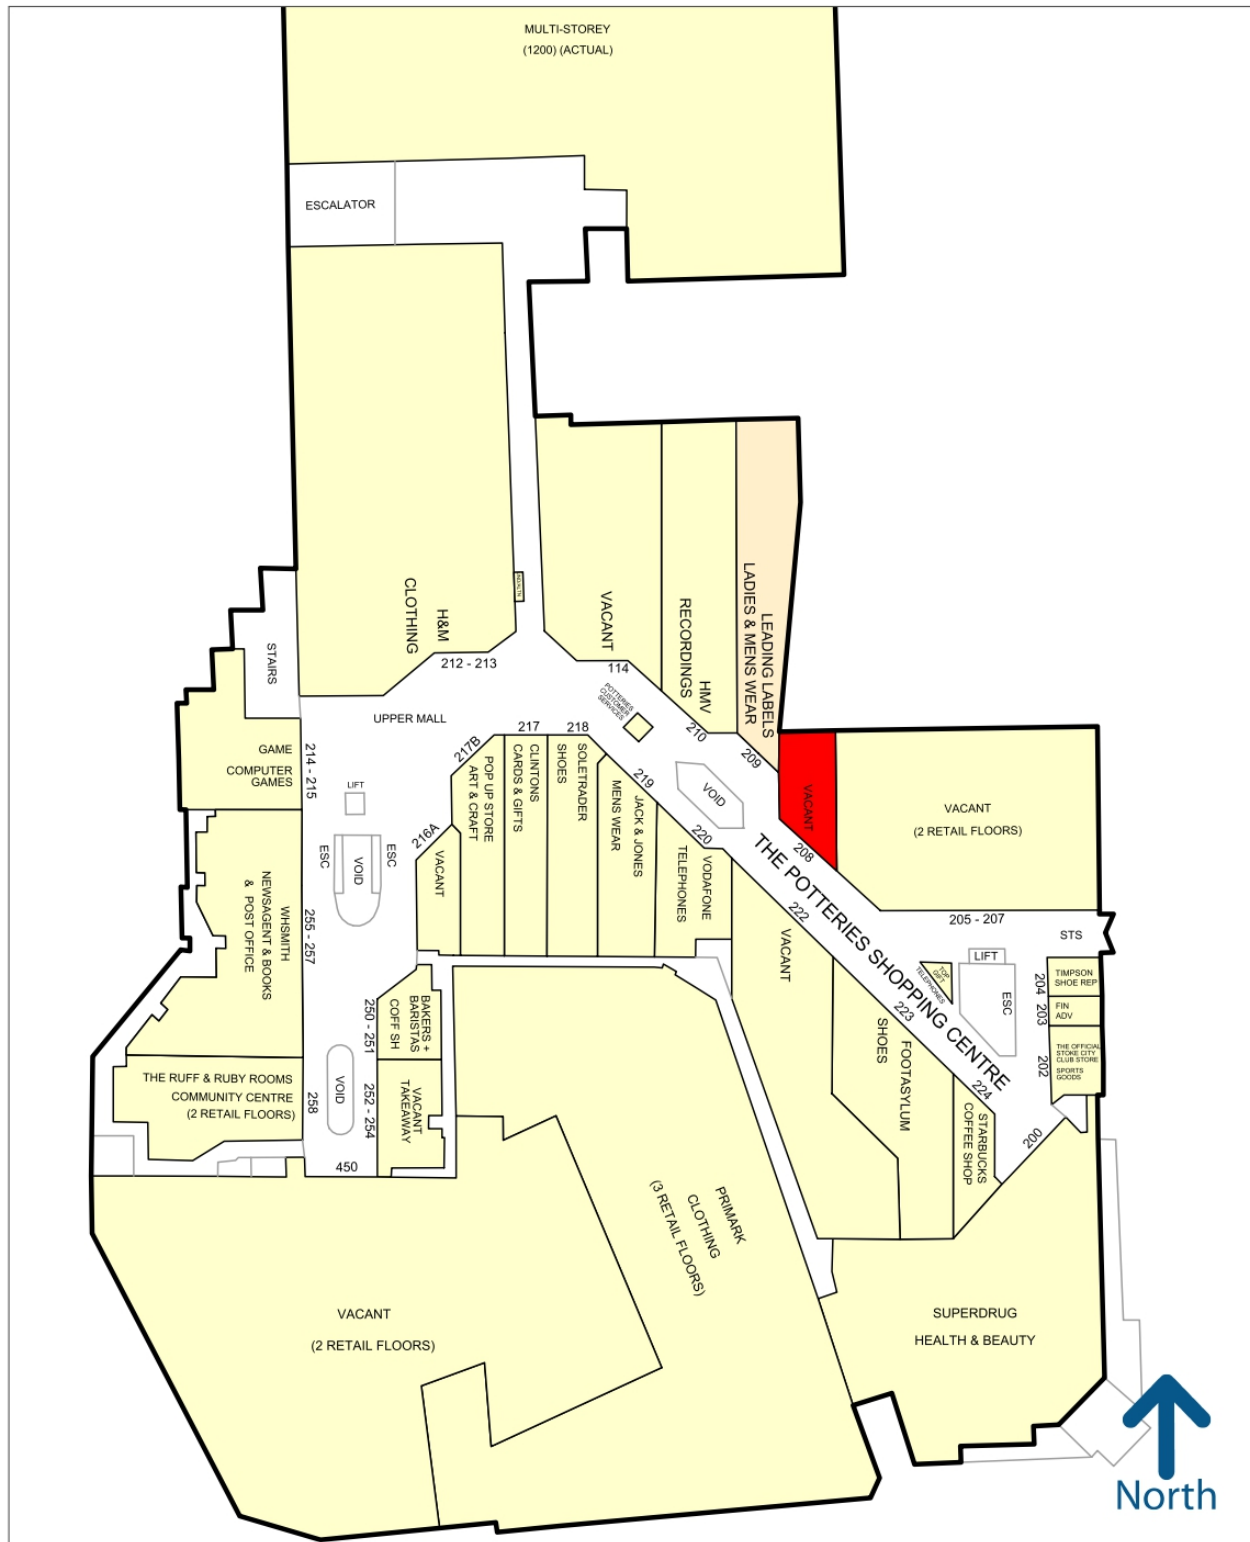 MULTI-STOREY
(1200) (ACTUAL)
ESCALATOR
H&M
CLOTHING
212 - 213
STAIRS
UPPER MALL
VACANT
114
HMV
RECORDINGS
210
LEADING LABELS
LADIES & MENS WEAR
209
POTTERIES
CUSTOMER
SERVICES
VACANT
208
VACANT
(2 RETAIL FLOORS)
205 - 207
STS
GAME
COMPUTER
GAMES
214 - 215
LIFT
ESC
VOID
ESC
WHSMITH
NEWSAGENT & BOOKS
& POST OFFICE
255 - 257
THE RUFF & RUBY ROOMS
COMMUNITY CENTRE
(2 RETAIL FLOORS)
258
VOID
450
216A
VACANT
217B
POP UP STORE
ART & CRAFT
217
CLINTONS
CARDS & GIFTS
218
SOLETRADER
SHOES
219
JACK & JONES
MENS WEAR
220
VODAFONE
TELEPHONES
VOID
THE POTTERIES SHOPPING CENTRE
222
VACANT
223
FOOTASYLUM
SHOES
224
STARBUCKS
COFFEE SHOP
TOP
GIFT
TELEPHONES
LIFT
ESC
204
TIMPSON
SHOE REP
203
FIN
ADV
202
THE OFFICIAL
STOKE CITY
CLUB STORE
SPORTS
GOODS
200
250 - 251
BAKERS +
BARISTAS
COFF SH
252 - 254
VACANT
TAKEAWAY
PRIMARK
CLOTHING
(3 RETAIL FLOORS)
VACANT
(2 RETAIL FLOORS)
SUPERDRUG
HEALTH & BEAUTY
North